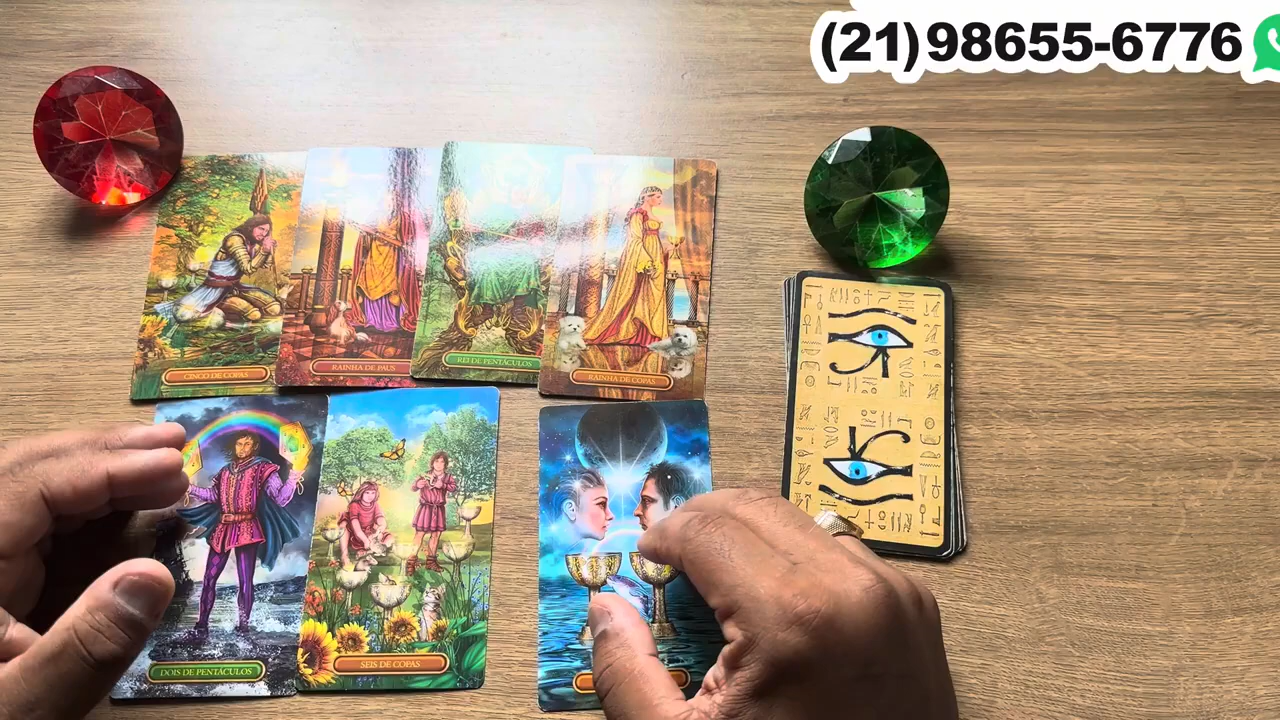 (21)98655-6776
CINCO DE COPAS
RAINHA DE PAUS
REI DE PENTÁCULOS
RAINHA DE COPAS
DOIS DE PENTÁCULOS
SEIS DE COPAS